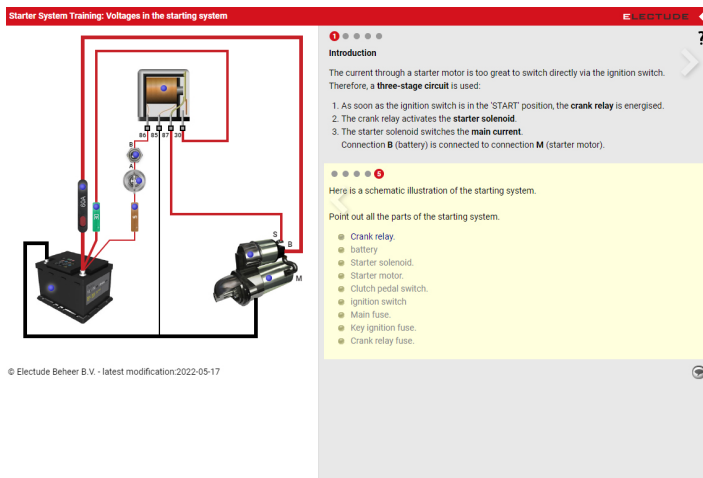 Starter System Training: Voltages in the starting system
ELECTUDE
?
86 85 87 30
B
A
60A
S
B
M
© Electude Beheer B.V. - latest modification:2022-05-17
1
Introduction
The current through a starter motor is too great to switch directly via the ignition switch.
Therefore, a three-stage circuit is used:
1. As soon as the ignition switch is in the 'START' position, the crank relay is energised.
2. The crank relay activates the starter solenoid.
3. The starter solenoid switches the main current.
Connection B (battery) is connected to connection M (starter motor).
5
Here is a schematic illustration of the starting system.
Point out all the parts of the starting system.
Crank relay.
battery
Starter solenoid.
Starter motor.
Clutch pedal switch.
ignition switch
Main fuse.
Key ignition fuse.
Crank relay fuse.